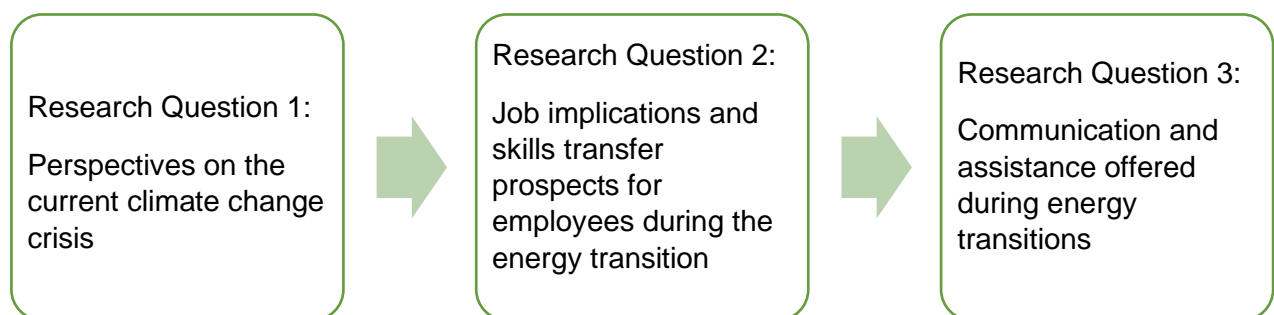 Research Question 1:
Perspectives on the
current climate change
crisis
Research Question 2:
Job implications and
skills transfer
prospects for
employees during the
energy transition
Research Question 3:
Communication and
assistance offered
during energy
transitions